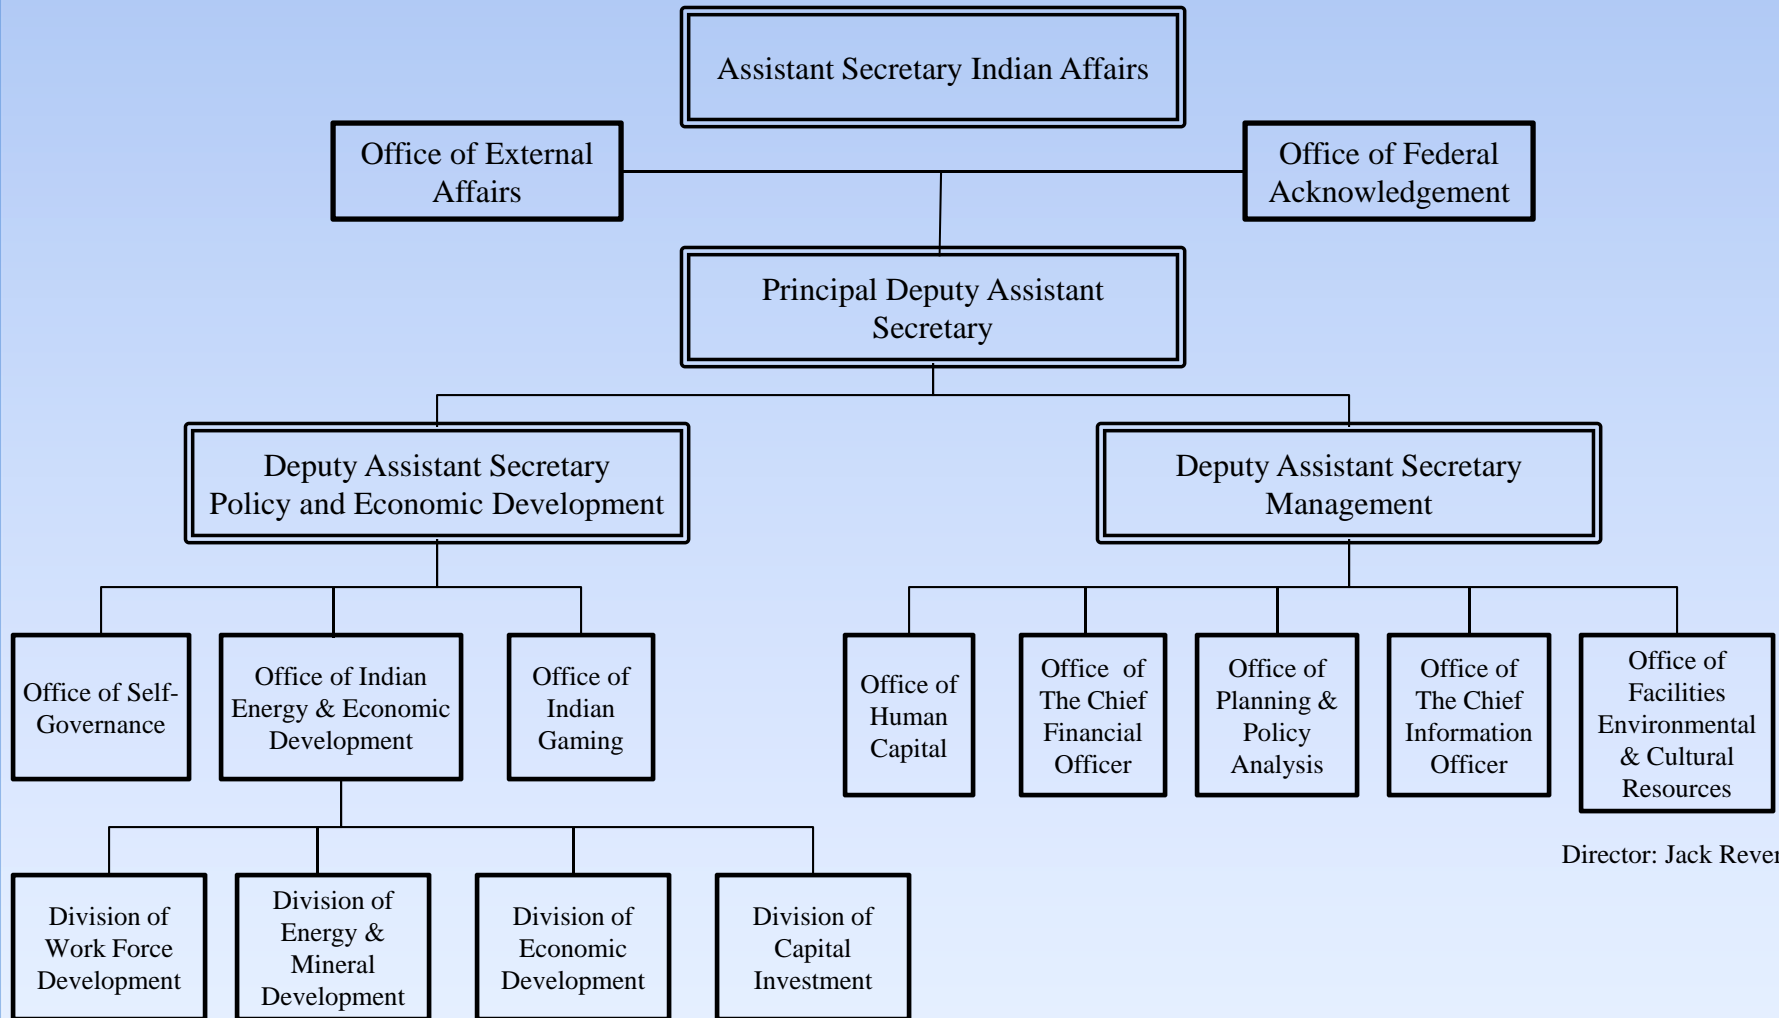 Assistant Secretary Indian Affairs
Office of External
Affairs
Office of Federal
Acknowledgement
Principal Deputy Assistant
Secretary
Deputy Assistant Secretary
Policy and Economic Development
Deputy Assistant Secretary
Management
Office of Self-
Governance
Office of Indian
Energy & Economic
Development
Office of
Indian
Gaming
Office of
Human
Capital
Office of
The Chief
Financial
Officer
Office of
Planning &
Policy
Analysis
Office of
The Chief
Information
Officer
Office of
Facilities
Environmental
& Cultural
Resources
Director: Jack
Division of
Work Force
Development
Division of
Energy &
Mineral
Development
Division of
Economic
Development
Division of
Capital
Investment